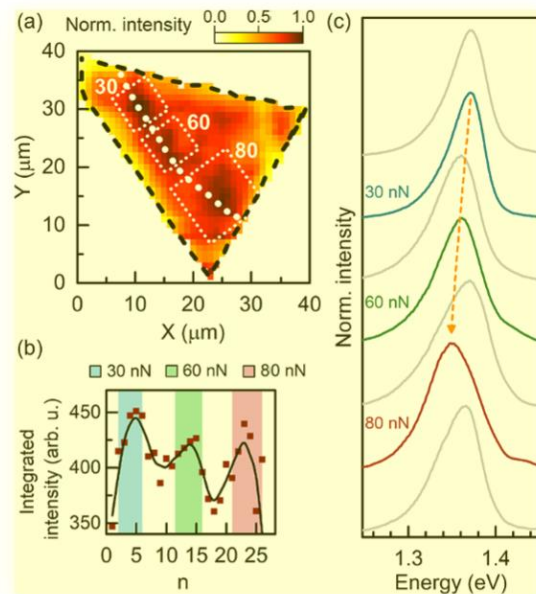 (a)
Norm. intensity
0.0 0.5 1.0
40
30
20
10
0
Y (μm)
30
60
80
0 10 20 30 40
X (μm)
(b)
30 nN 60 nN 80 nN
450
400
350
Integrated
intensity (arb. u.)
0 5 10 15 20 25
n
(c)
Norm. intensity
30 nN
60 nN
80 nN
1.3 1.4
Energy (eV)